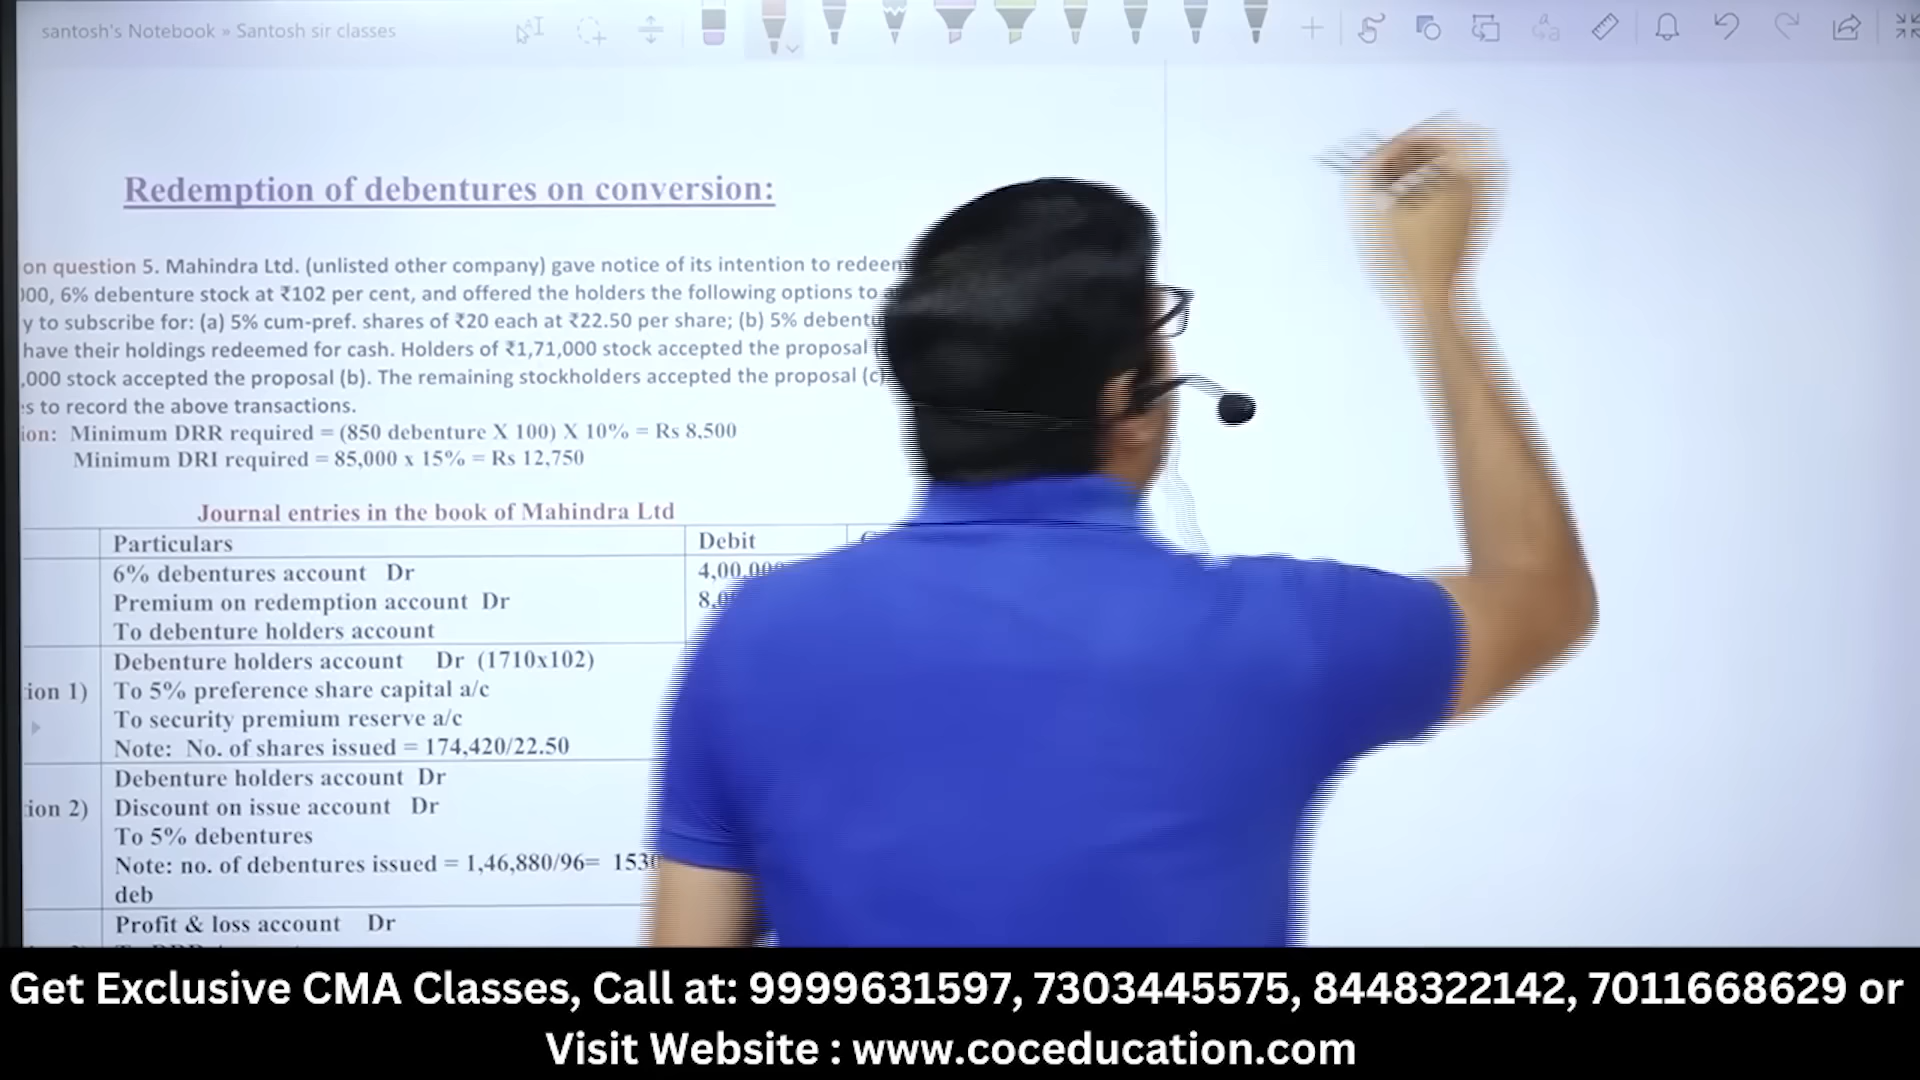 santosh's Notebook » Santosh sir classes
Redemption of debentures on conversion:
on question 5. Mahindra Ltd. (unlisted other company) gave notice of its intention to redeem
00, 6% debenture stock at ₹102 per cent, and offered the holders the following options to
y to subscribe for: (a) 5% cum-pref. shares of ₹20 each at ₹22.50 per share; (b) 5%
have their holdings redeemed for cash. Holders of ₹1,71,000 stock accepted the proposal
,000 stock accepted the proposal (b). The remaining stockholders accepted the proposal (c)
s to record the above transactions.
ion: Minimum DRR required = (850 debenture X 100) X 10% = Rs 8,500
Minimum DRI required = 85,000 x 15% = Rs 12,750
Journal entries in the book of Mahindra Ltd
Particulars Debit
6% debentures account Dr 4,00,000
Premium on redemption account Dr
To debenture holders account
Debenture holders account Dr (1710x102)
ion 1) To 5% preference share capital a/c
To security premium reserve a/c
Note: No. of shares issued = 174,420/22.50
Debenture holders account Dr
ion 2) Discount on issue account Dr
To 5% debentures
Note: no. of debentures issued = 1,46,880/96= 1530
deb
Profit & loss account Dr
Get Exclusive CMA Classes, Call at: 9999631597, 7303445575, 8448322142, 7011668629 or
Visit Website : www.coceducation.com